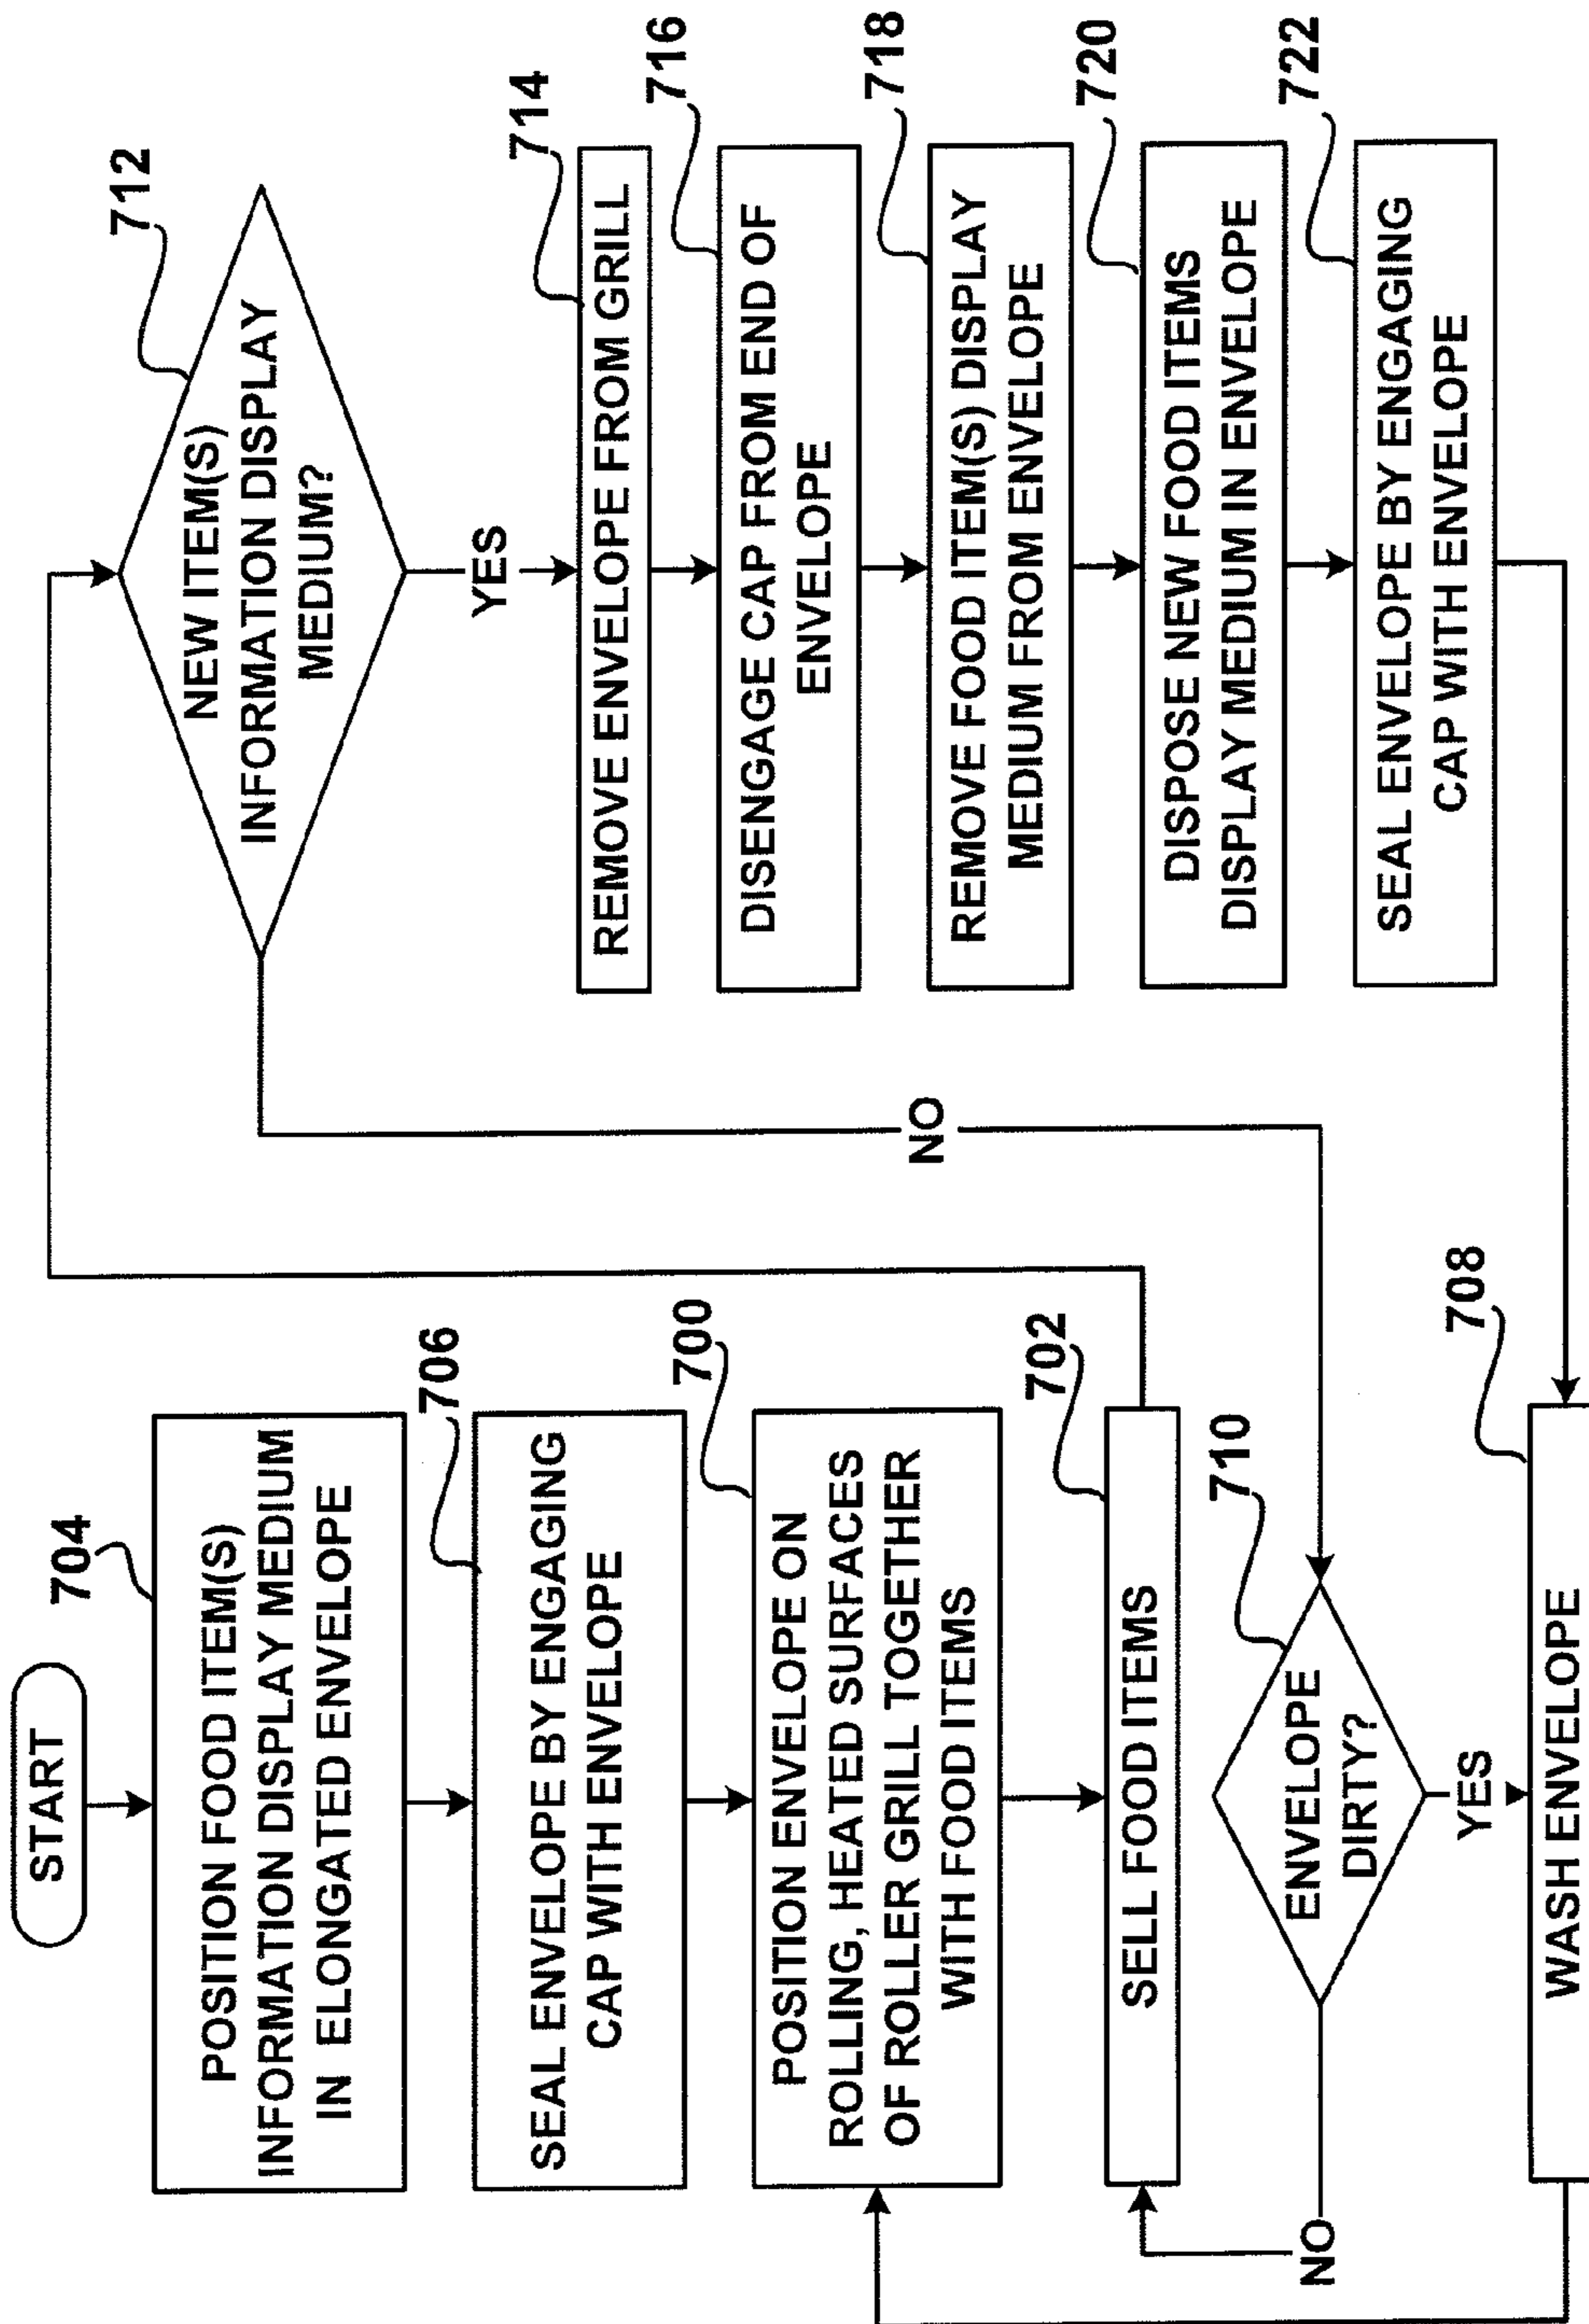 START
704
POSITION FOOD ITEM(S)
INFORMATION DISPLAY MEDIUM
IN ELONGATED ENVELOPE
706
SEAL ENVELOPE BY ENGAGING
CAP WITH ENVELOPE
700
POSITION ENVELOPE ON
ROLLING, HEATED SURFACES
OF ROLLER GRILL TOGETHER
WITH FOOD ITEMS
702
SELL FOOD ITEMS
710
ENVELOPE
DIRTY?
NO
YES
708
WASH ENVELOPE
712
NEW ITEM(S)
INFORMATION DISPLAY
MEDIUM?
NO
YES
714
REMOVE ENVELOPE FROM GRILL
716
DISENGAGE CAP FROM END OF
ENVELOPE
718
REMOVE FOOD ITEM(S) DISPLAY
MEDIUM FROM ENVELOPE
720
DISPOSE NEW FOOD ITEMS
DISPLAY MEDIUM IN ENVELOPE
722
SEAL ENVELOPE BY ENGAGING
CAP WITH ENVELOPE